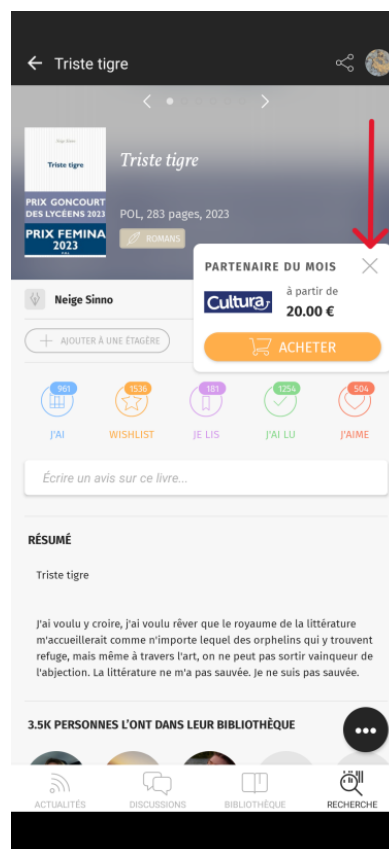 Triste tigre
Triste tigre
PRIX GONCOURT
DES LYCÉENS 2023
PRIX FEMINA
2023
Triste tigre
POL, 283 pages, 2023
ROMANS
PARTENAIRE DU MOIS
Cultura
à partir de
20.00 €
ACHETER
Neige Sinno
AJOUTER À UNE ÉTAGÈRE
961
1536
181
1254
504
J'AI
WISHLIST
JE LIS
J'AI LU
J'AIME
Écrire un avis sur ce livre...
RÉSUMÉ
Triste tigre
J'ai voulu y croire, j'ai voulu rêver que le royaume de la littérature
m'accueillerait comme n'importe lequel des orphelins qui y trouvent
refuge, mais même à travers l'art, on ne peut pas sortir vainqueur de
l'abjection. La littérature ne m'a pas sauvée. Je ne suis pas sauvée.
3.5K PERSONNES L'ONT DANS LEUR BIBLIOTHÈQUE
ACTUALITÉS
DISCUSSIONS
BIBLIOTHÈQUE
RECHERCHE